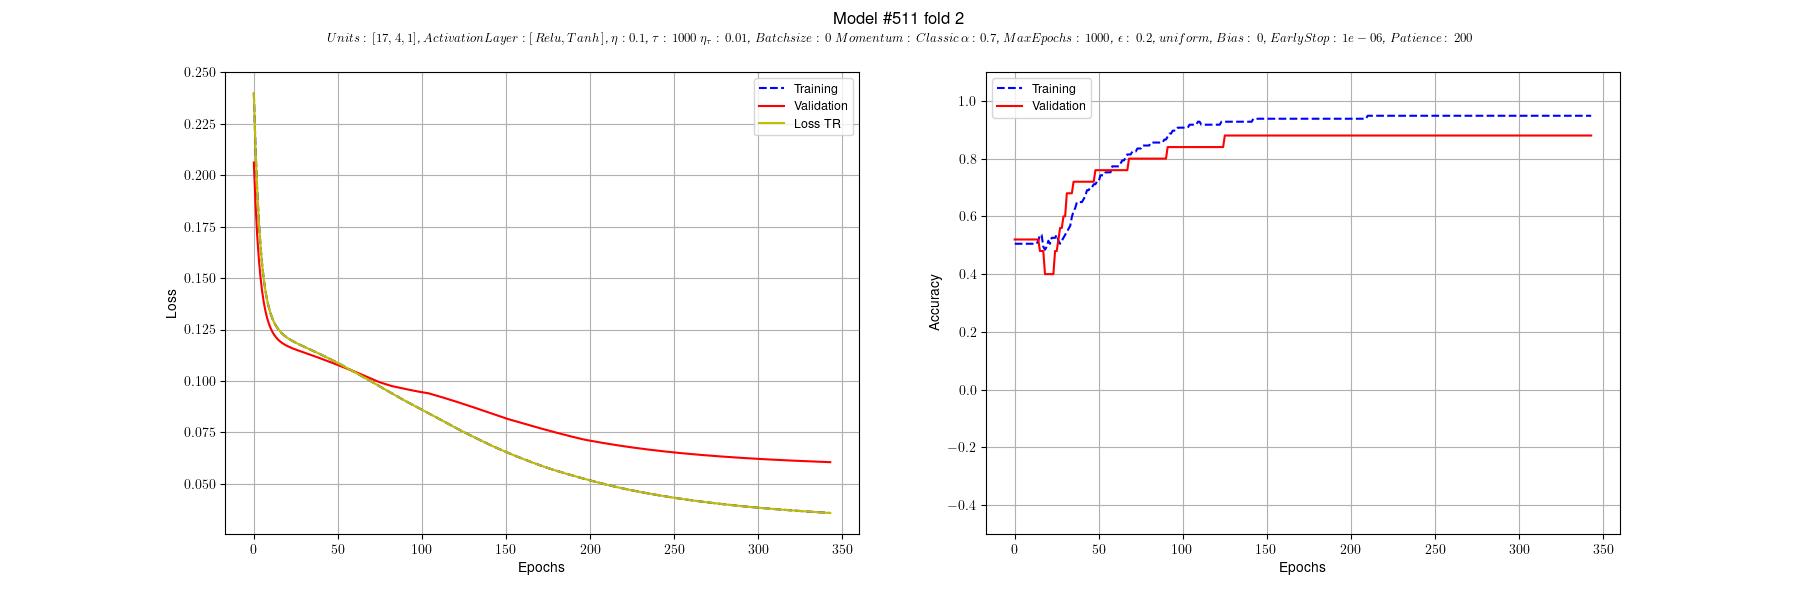 Model #511 fold 2
Units : [17, 4, 1], ActivationLayer : [Relu, Tanh], η : 0.1, τ : 1000 η_τ : 0.01, Batchsize : 0 Momentum : Classic α : 0.7, MaxEpochs : 1000, ϵ : 0.2, uniform, Bias : 0, EarlyStop : 1e − 06, Patience : 200
0.250
0.225
0.200
0.175
0.150
0.125
0.100
0.075
0.050
Loss
Training
Validation
Loss TR
0 50 100 150 200 250 300 350
Epochs
1.0
0.8
0.6
0.4
0.2
0.0
−0.2
−0.4
Accuracy
Training
Validation
0 50 100 150 200 250 300 350
Epochs